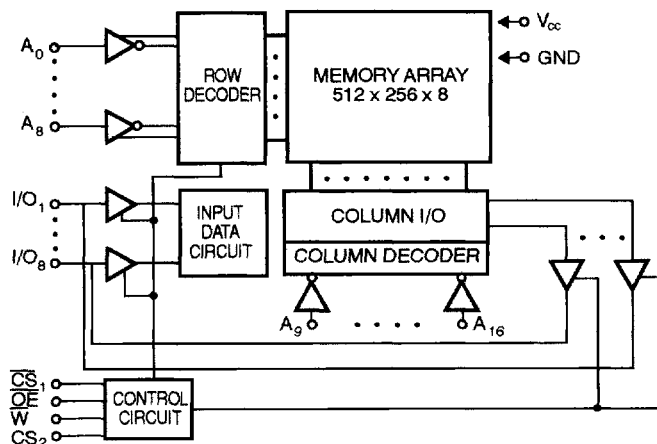 A0
A8
ROW
DECODER
MEMORY ARRAY
512 x 256 x 8
Vcc
GND
I/O1
I/O8
INPUT
DATA
CIRCUIT
COLUMN I/O
COLUMN DECODER
A9
A16
CS1
OE
W
CS2
CONTROL
CIRCUIT